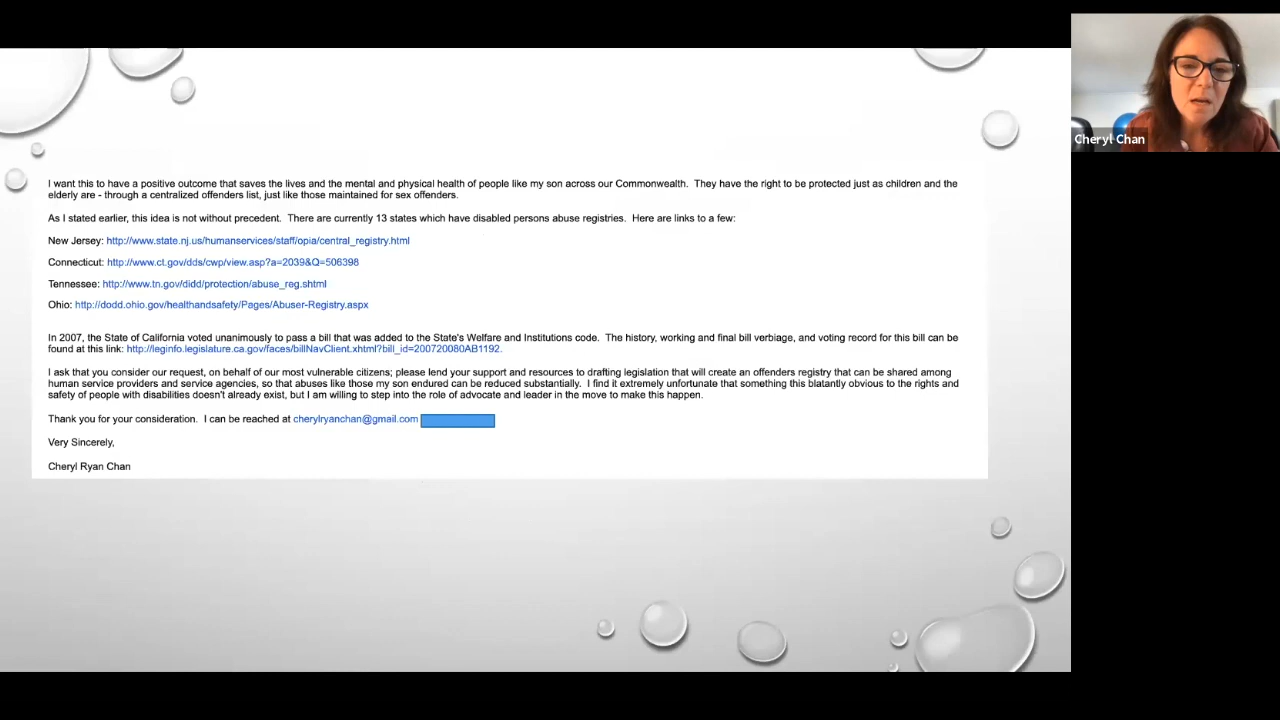 I want this to have a positive outcome that saves the lives and the mental and physical health of people like my son across our Commonwealth. They have the right to be protected just as children and the
elderly are - through a centralized offenders list, just like those maintained for sex offenders.
As I stated earlier, this idea is not without precedent. There are currently 13 states which have disabled persons abuse registries. Here are links to a few:
New Jersey: http://www.state.nj.us/humanservices/staff/opia/central_registry.html
Connecticut: http://www.ct.gov/dds/cwp/view.asp?a=2039&Q=506398
Tennessee: http://www.tn.gov/didd/protection/abuse_reg.shtml
Ohio: http://dodd.ohio.gov/healthandsafety/Pages/Abuser-Registry.aspx
In 2007, the State of California voted unanimously to pass a bill that was added to the State's Welfare and Institutions code. The history, working and final bill verbiage, and voting record for this bill can be
found at this link: http://leginfo.legislature.ca.gov/faces/billNavClient.xhtml?bill_id=200720080AB1192.
I ask that you consider our request, on behalf of our most vulnerable citizens; please lend your support and resources to drafting legislation that will create an offenders registry that can be shared among
human service providers and service agencies, so that abuses like those my son endured can be reduced substantially. I find it extremely unfortunate that something this blatantly obvious to the rights and
safety of people with disabilities doesn't already exist, but I am willing to step into the role of advocate and leader in the move to make this happen.
Thank you for your consideration. I can be reached at cherylryanchan@gmail.com
Very Sincerely,
Cheryl Ryan Chan
Cheryl Chan